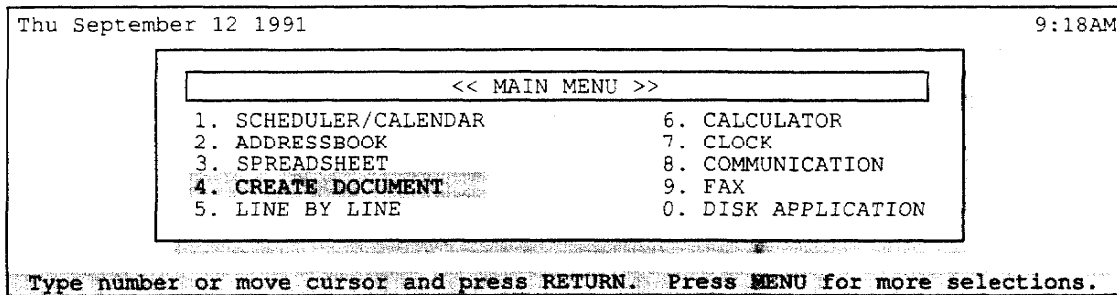 Thu September 12 1991 9:18AM
<< MAIN MENU >>
1. SCHEDULER/CALENDAR 6. CALCULATOR
2. ADDRESSBOOK 7. CLOCK
3. SPREADSHEET 8. COMMUNICATION
4. CREATE DOCUMENT 9. FAX
5. LINE BY LINE 0. DISK APPLICATION
Type number or move cursor and press RETURN. Press MENU for more selections.